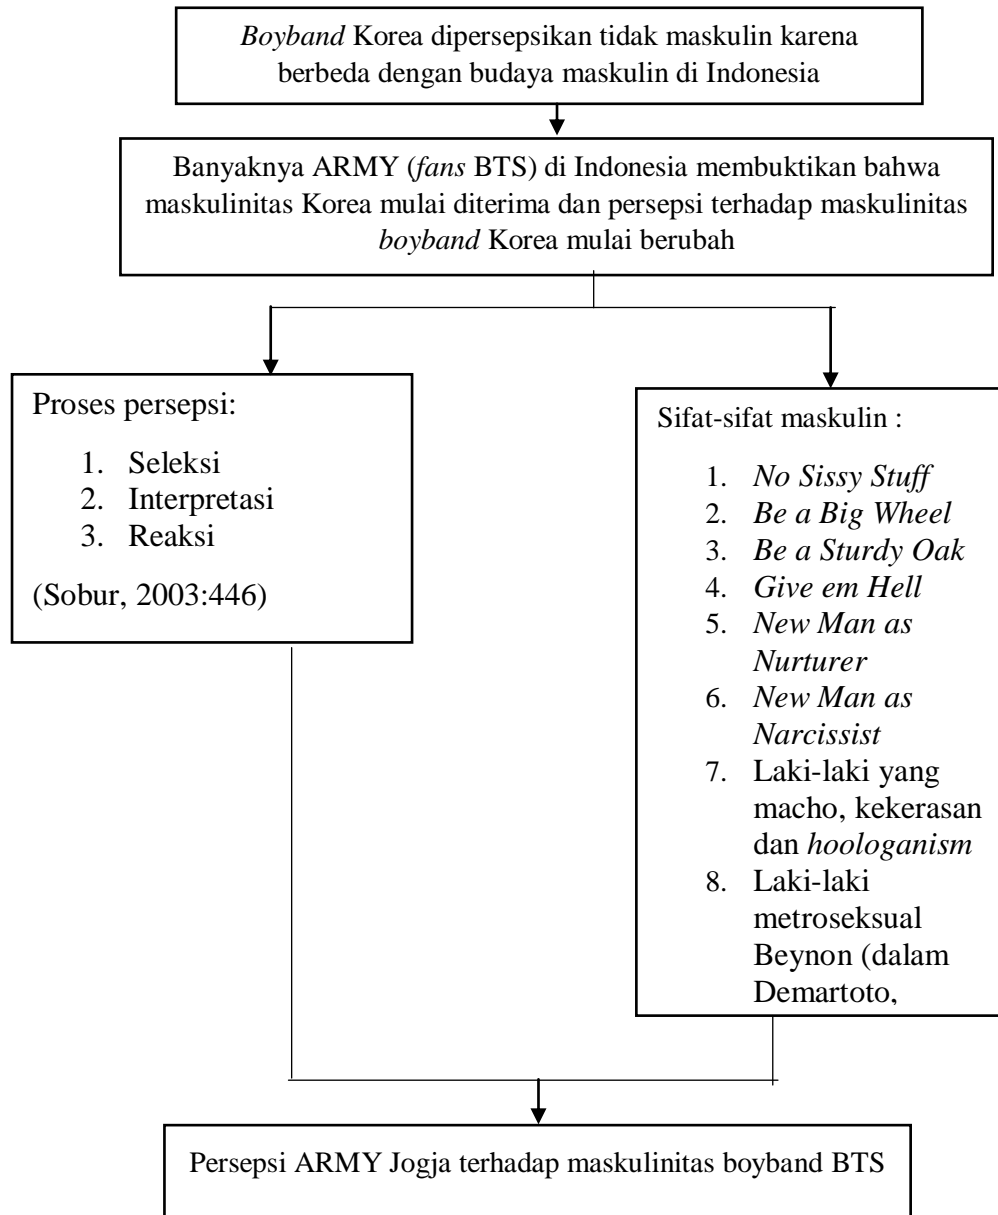 Boyband Korea dipersepsikan tidak maskulin karena
berbeda dengan budaya maskulin di Indonesia
Banyaknya ARMY (fans BTS) di Indonesia membuktikan bahwa
maskulinitas Korea mulai diterima dan persepsi terhadap maskulinitas
boyband Korea mulai berubah
Proses persepsi:
1. Seleksi
2. Interpretasi
3. Reaksi
(Sobur, 2003:446)
Sifat-sifat maskulin :
1. No Sissy Stuff
2. Be a Big Wheel
3. Be a Sturdy Oak
4. Give em Hell
5. New Man as
Nurturer
6. New Man as
Narcissist
7. Laki-laki yang
macho, kekerasan
dan hoologanism
8. Laki-laki
metroseksual
Beynon (dalam
Demartoto,
Persepsi ARMY Jogja terhadap maskulinitas boyband BTS